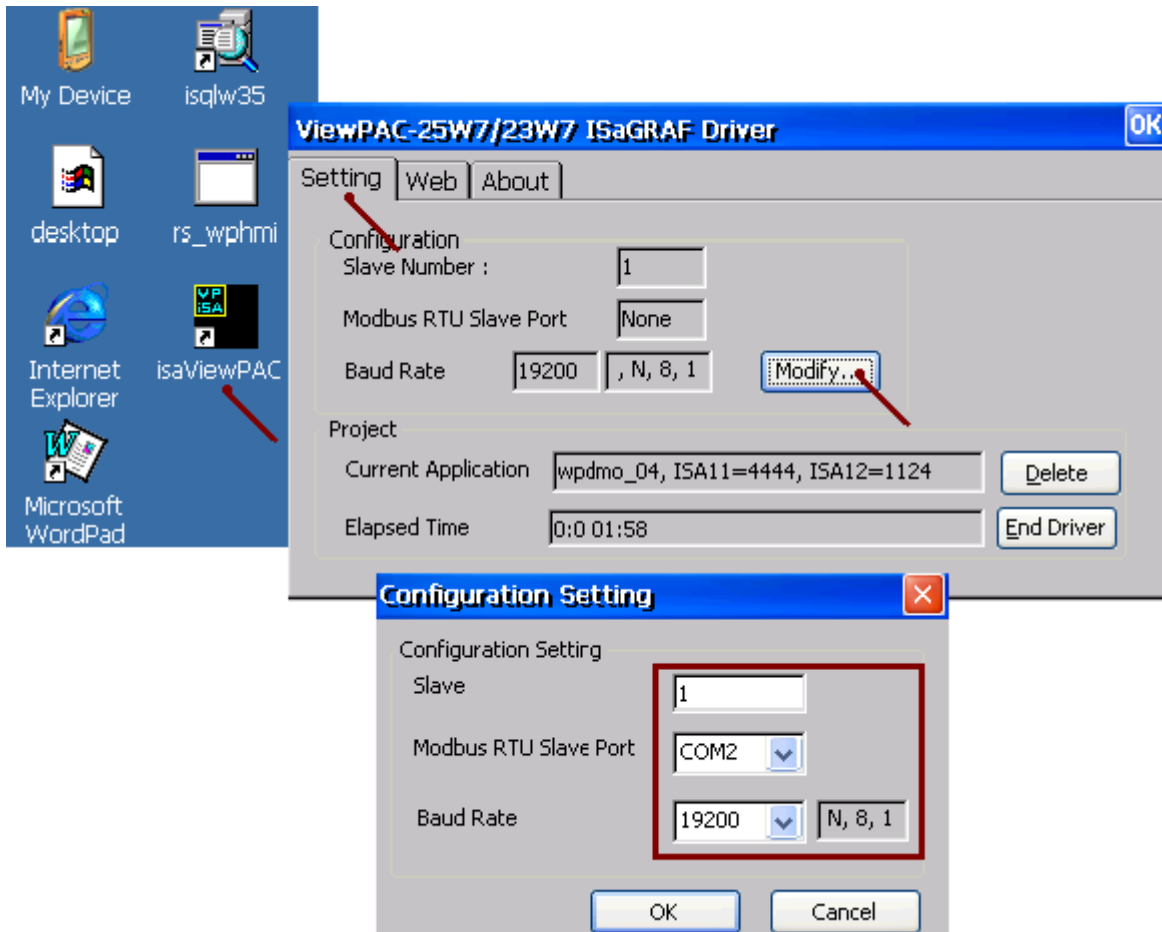 My Device
isqlw35
desktop
rs_wphmi
Internet
Explorer
VP
iSA
isaViewPAC
Microsoft
WordPad
ViewPAC-25W7/23W7 ISaGRAF Driver
OK
Setting
Web
About
Configuration
Slave Number :
1
Modbus RTU Slave Port
None
Baud Rate
19200
, N, 8, 1
Modify...
Project
Current Application
wpdmo_04, ISA11=4444, ISA12=1124
Delete
Elapsed Time
0:0 01:58
End Driver
Configuration Setting
Configuration Setting
Slave
1
Modbus RTU Slave Port
COM2
Baud Rate
19200
N, 8, 1
OK
Cancel